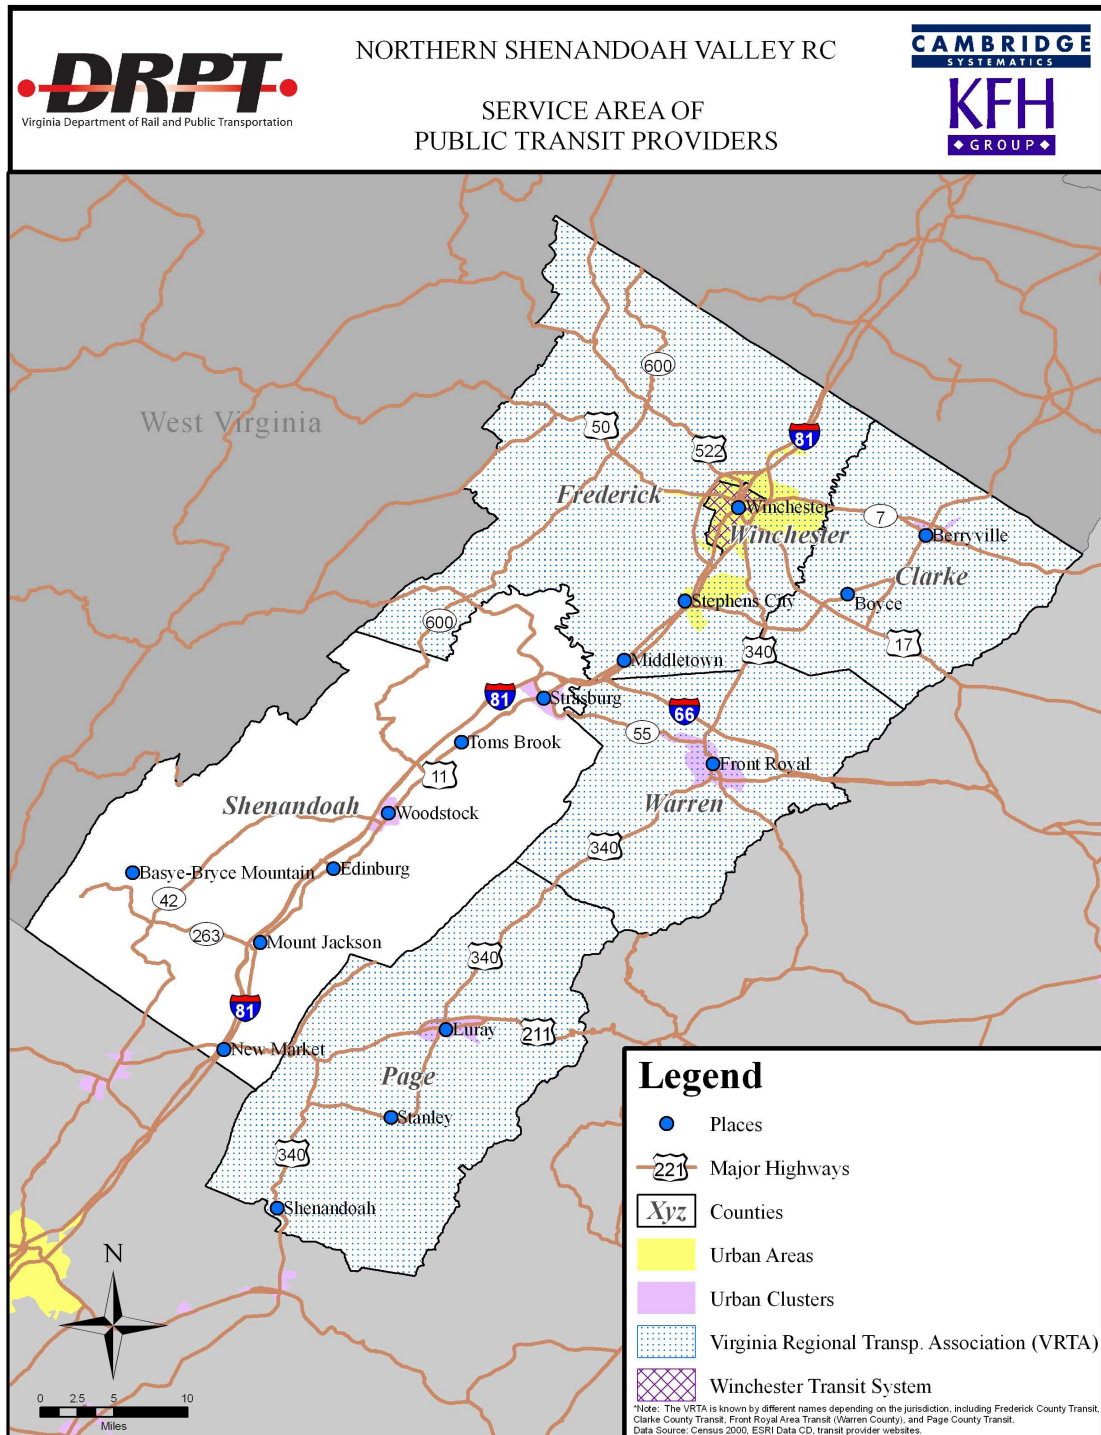 DRPT
Virginia Department of Rail and Public Transportation
NORTHERN SHENANDOAH VALLEY RC
SERVICE AREA OF
PUBLIC TRANSIT PROVIDERS
CAMBRIDGE
SYSTEMATICS
KFH
GROUP
West Virginia
600
50
522
81
Frederick
Winchester
Winchester
7
Berryville
Clarke
Boyce
Stephens City
600
340
17
Middletown
81
Strasburg
66
55
Toms Brook
11
Front Royal
Shenandoah
Woodstock
Warren
340
Basye-Bryce Mountain
Edinburg
42
263
Mount Jackson
340
81
Luray
211
New Market
Page
Stanley
340
Shenandoah
N
0 2.5 5 10
Miles
Legend
Places
221 Major Highways
Xyz Counties
Urban Areas
Urban Clusters
Virginia Regional Transp. Association (VRTA)
Winchester Transit System
*Note: The VRTA is known by different names depending on the jurisdiction, including Frederick County Transit,
Clarke County Transit, Front Royal Area Transit (Warren County), and Page County Transit.
Data Source: Census 2000, ESRI Data CD, transit provider websites.